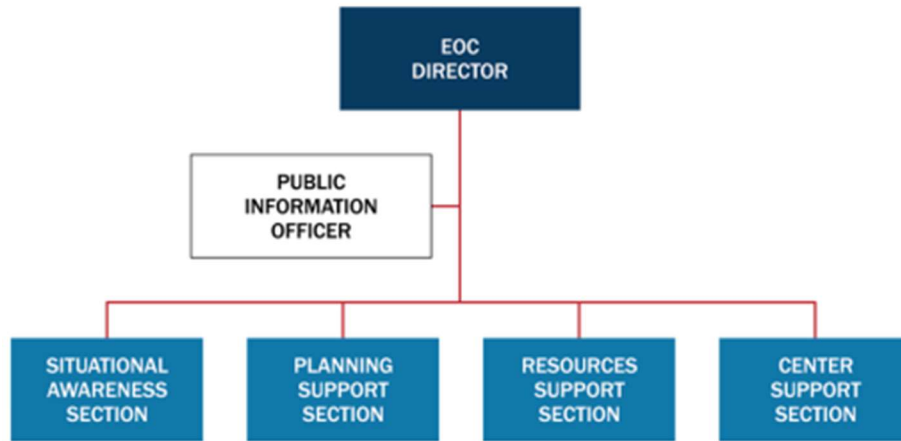 EOC
DIRECTOR
PUBLIC
INFORMATION
OFFICER
SITUATIONAL
AWARENESS
SECTION
PLANNING
SUPPORT
SECTION
RESOURCES
SUPPORT
SECTION
CENTER
SUPPORT
SECTION